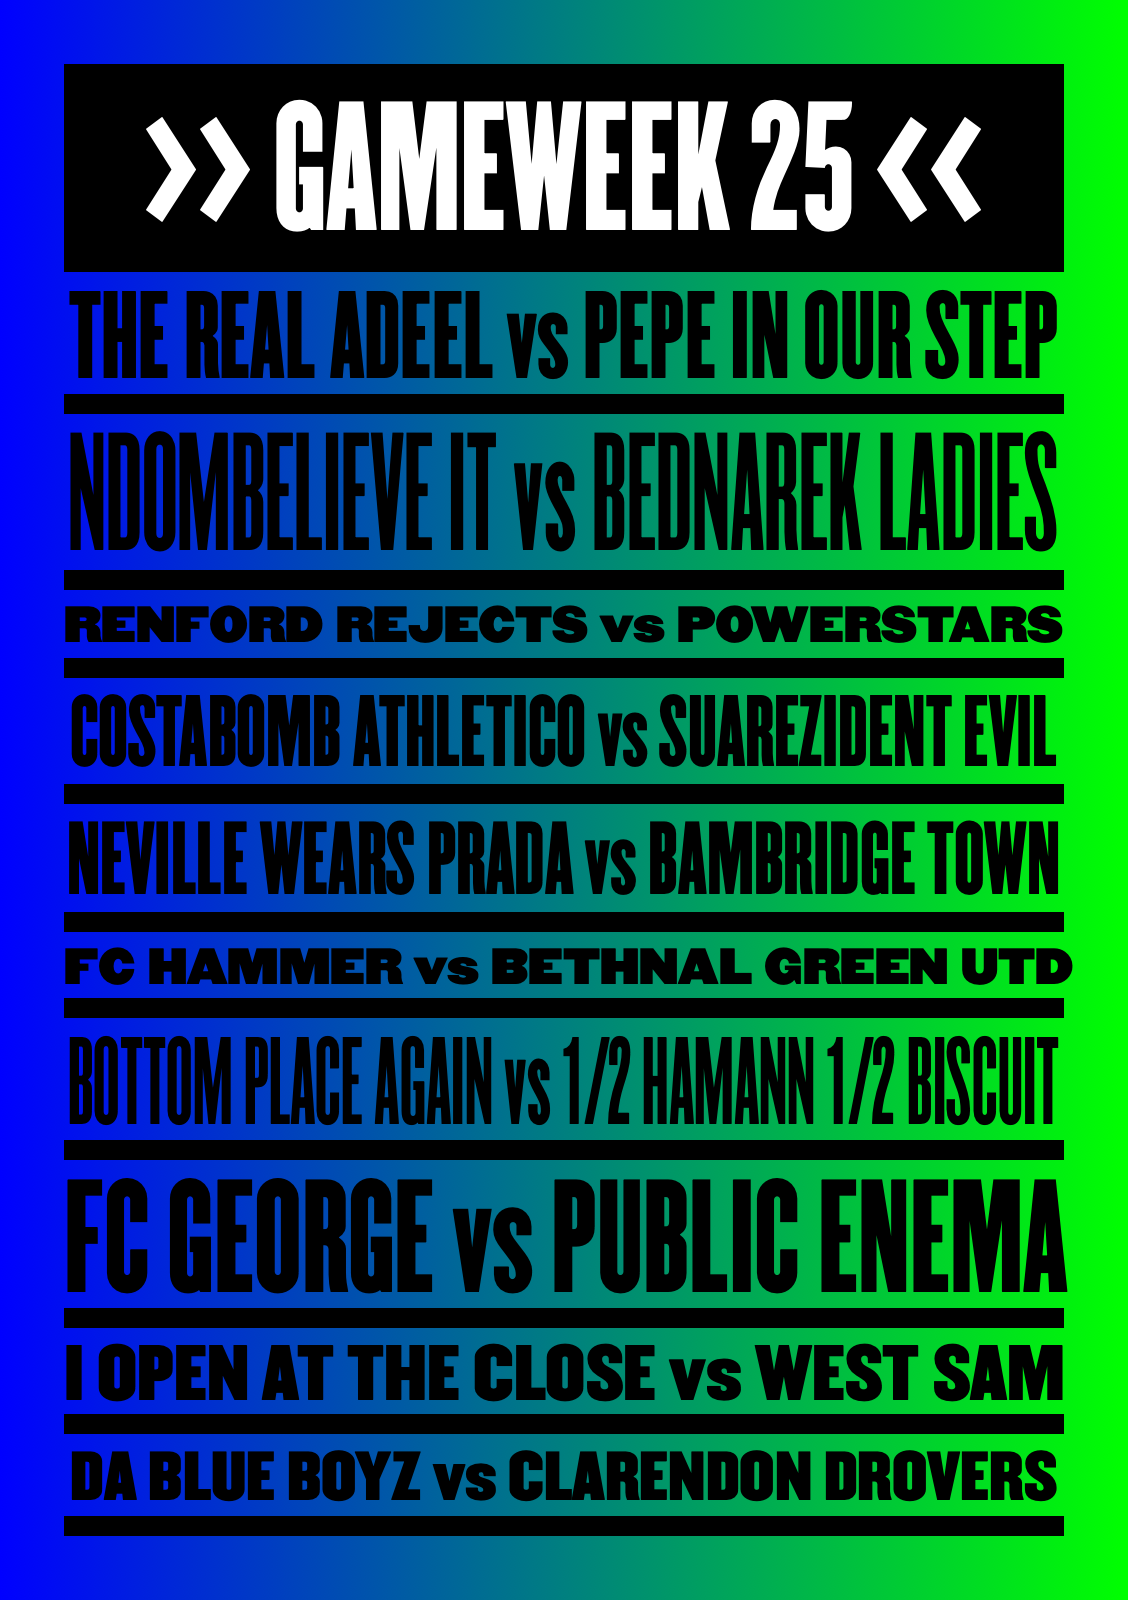 >> GAMEWEEK 25 <<
THE REAL ADEEL vs PEPE IN OUR STEP
NDOMBELIEVE IT vs BEDNAREK LADIES
RENFORD REJECTS vs POWERSTARS
COSTABOMB ATHLETICO vs SUAREZIDENT EVIL
NEVILLE WEARS PRADA vs BAMBRIDGE TOWN
FC HAMMER vs BETHNAL GREEN UTD
BOTTOM PLACE AGAIN vs 1/2 HAMANN 1/2 BISCUIT
FC GEORGE vs PUBLIC ENEMA
I OPEN AT THE CLOSE vs WEST SAM
DA BLUE BOYZ vs CLARENDON DROVERS